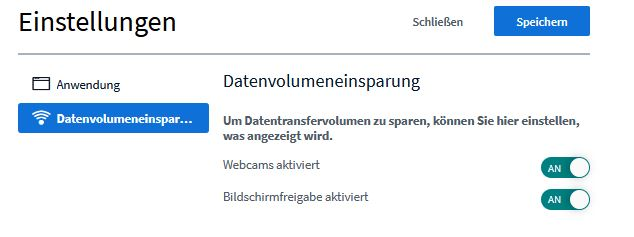 Einstellungen
Schließen
Speichern
Anwendung
Datenvolumeneinspar...
Datenvolumeneinsparung
Um Datentransfervolumen zu sparen, können Sie hier einstellen,
was angezeigt wird.
Webcams aktiviert
AN
Bildschirmfreigabe aktiviert
AN